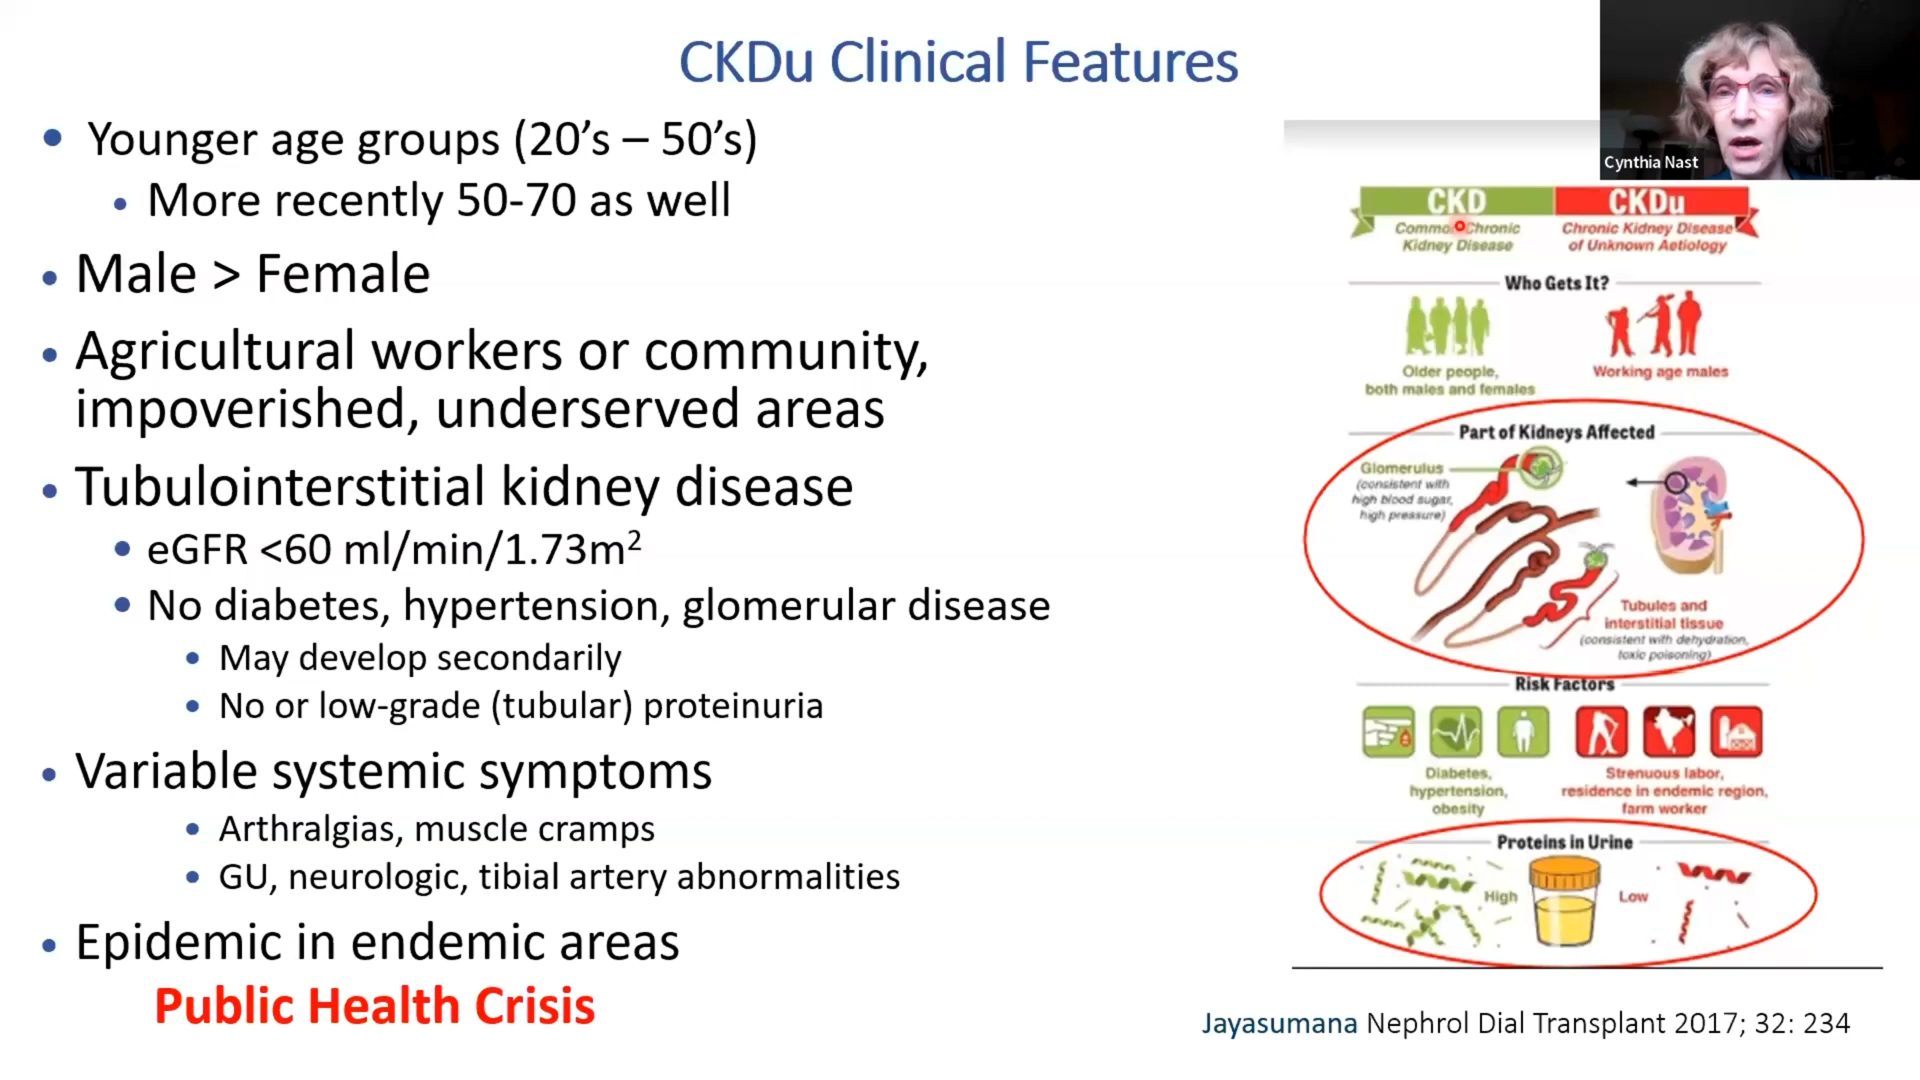 CKDu Clinical Features
• Younger age groups (20’s – 50’s)
• More recently 50-70 as well
• Male > Female
• Agricultural workers or community,
impoverished, underserved areas
• Tubulointerstitial kidney disease
• eGFR <60 ml/min/1.73m²
• No diabetes, hypertension, glomerular disease
• May develop secondarily
• No or low-grade (tubular) proteinuria
• Variable systemic symptoms
• Arthralgias, muscle cramps
• GU, neurologic, tibial artery abnormalities
• Epidemic in endemic areas
Public Health Crisis
Cynthia Nast
CKD
Common Chronic
Kidney Disease
CKDu
Chronic Kidney Disease
of Unknown Aetiology
Who Gets It?
Older people,
both males and females
Working age males
Part of Kidneys Affected
Glomerulus
(consistent with
high blood sugar,
high pressure)
Tubules and
interstitial tissue
(consistent with dehydration,
toxic poisoning)
Risk Factors
Diabetes,
hypertension,
obesity
Strenuous labor,
residence in endemic region,
farm worker
Proteins in Urine
High
Low
Jayasumana Nephrol Dial Transplant 2017; 32: 234